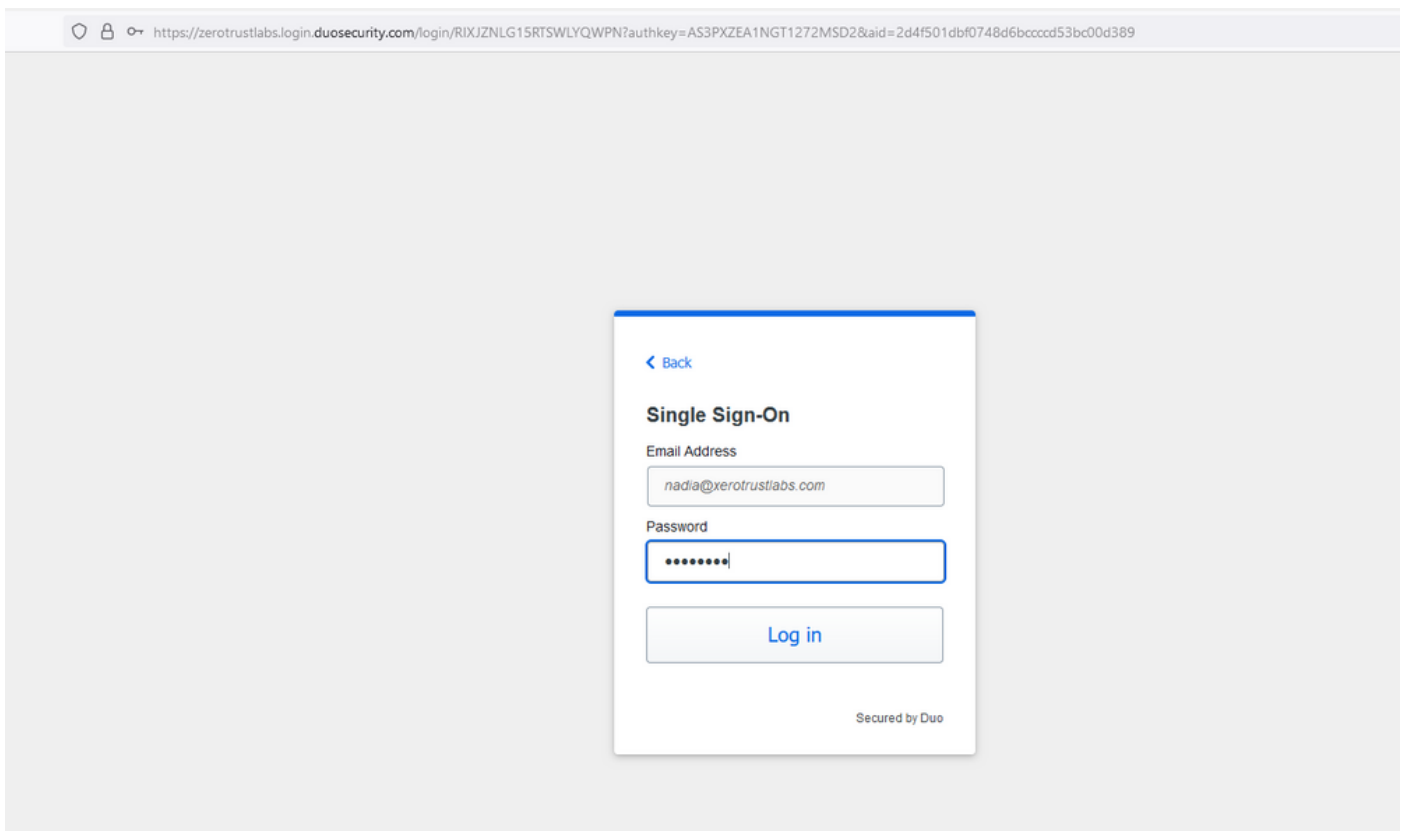 https://zerotrustlabs.login.duosecurity.com/login/RIXJZNLG15RTSWLYQWPN?authkey=AS3PXZEA1NGT1272MSD2&aid=2d4f501dbf0748d6bccccd53bc00d389
Back
Single Sign-On
Email Address
nadia@xerotrustlabs.com
Password
••••••••
Log in
Secured by Duo